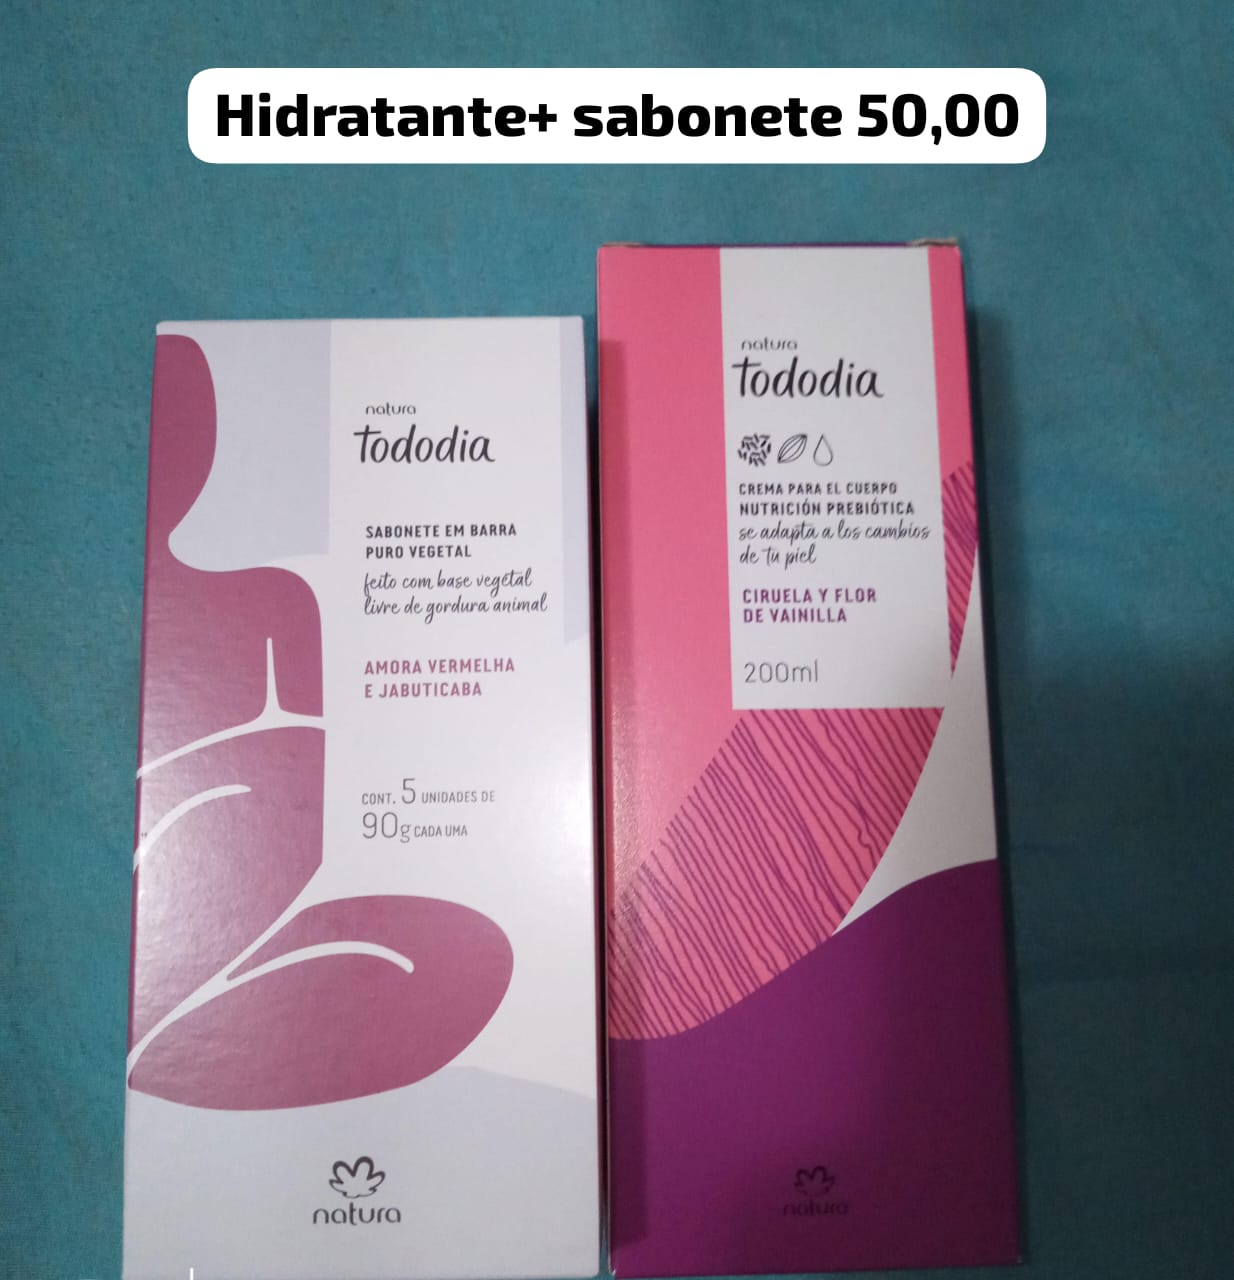 Hidratante+ sabonete 50,00
natura
tododia
SABONETE EM BARRA
PURO VEGETAL
feito com base vegetal
livre de gordura animal
AMORA VERMELHA
E JABUTICABA
CONT. 5 UNIDADES DE
90g CADA UMA
natura
natura
tododia
CREMA PARA EL CUERPO
NUTRICIÓN PREBIÓTICA
se adapta a los cambios
de tu piel
CIRUELA Y FLOR
DE VAINILLA
200ml
natura